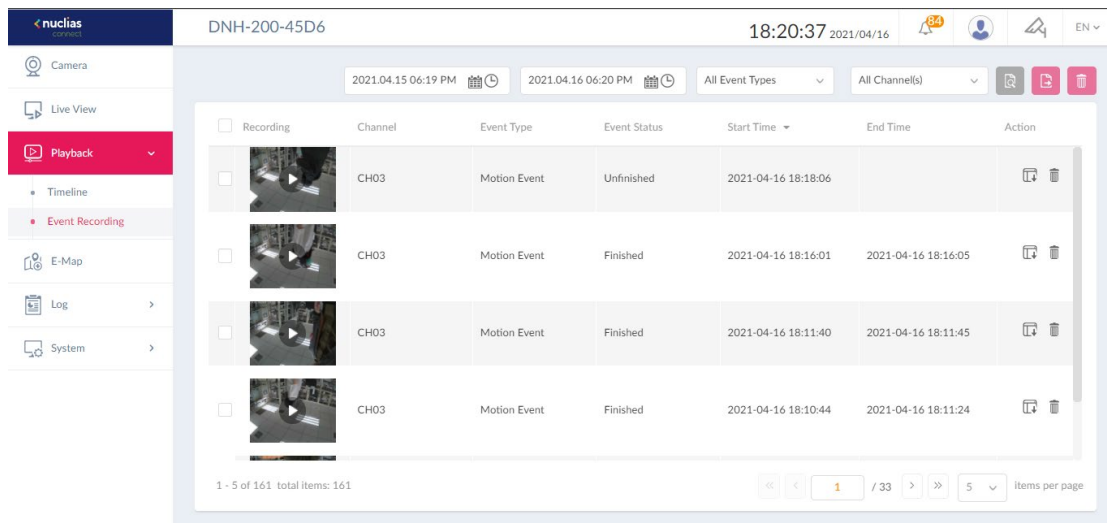 nuclias
connect
DNH-200-45D6
18:20:37 2021/04/16
84
EN
Camera
Live View
Playback
Timeline
Event Recording
E-Map
Log
System
2021.04.15 06:19 PM
2021.04.16 06:20 PM
All Event Types
All Channel(s)
Recording Channel Event Type Event Status Start Time End Time Action
CH03 Motion Event Unfinished 2021-04-16 18:18:06
CH03 Motion Event Finished 2021-04-16 18:16:01 2021-04-16 18:16:05
CH03 Motion Event Finished 2021-04-16 18:11:40 2021-04-16 18:11:45
CH03 Motion Event Finished 2021-04-16 18:10:44 2021-04-16 18:11:24
1 - 5 of 161 total items: 161
1 / 33 5 items per page